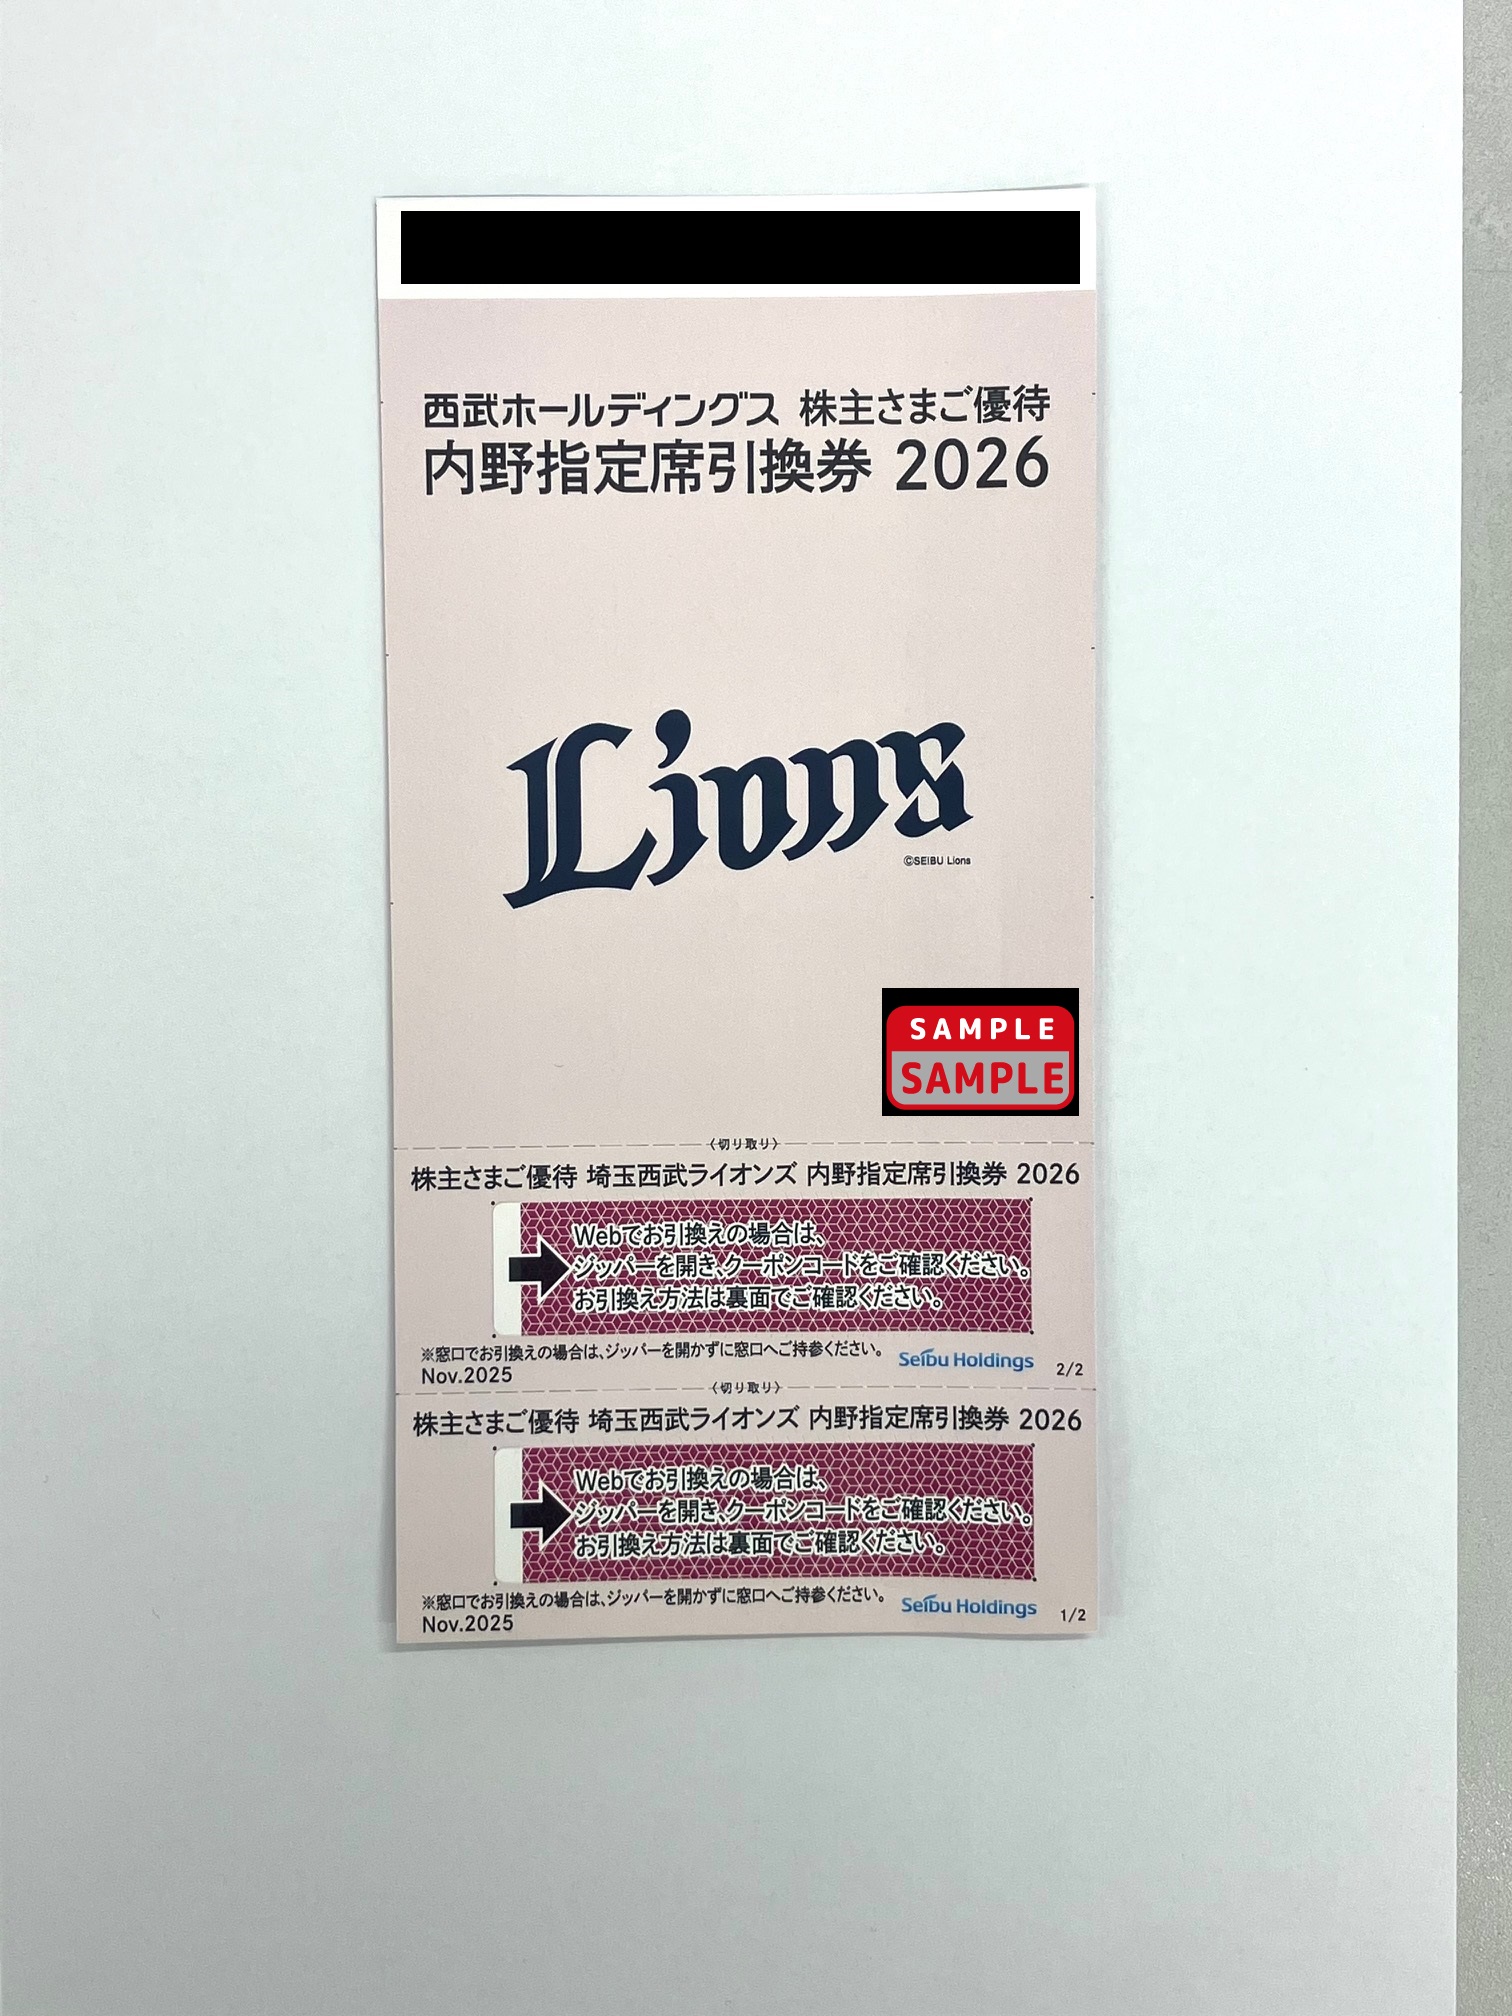 西武ホールディングス 株主さまご優待
内野指定席引換券 2026
Lions
©SEIBU Lions
SAMPLE
SAMPLE
〈切り取り〉
株主さまご優待 埼玉西武ライオンズ 内野指定席引換券 2026
Webでお引換えの場合は、
ジッパーを開き、クーポンコードをご確認ください。
お引換え方法は裏面でご確認ください。
※窓口でお引換えの場合は、ジッパーを開かずに窓口へご持参ください。
Nov.2025
Seibu Holdings
2/2
〈切り取り〉
株主さまご優待 埼玉西武ライオンズ 内野指定席引換券 2026
Webでお引換えの場合は、
ジッパーを開き、クーポンコードをご確認ください。
お引換え方法は裏面でご確認ください。
※窓口でお引換えの場合は、ジッパーを開かずに窓口へご持参ください。
Nov.2025
Seibu Holdings
1/2